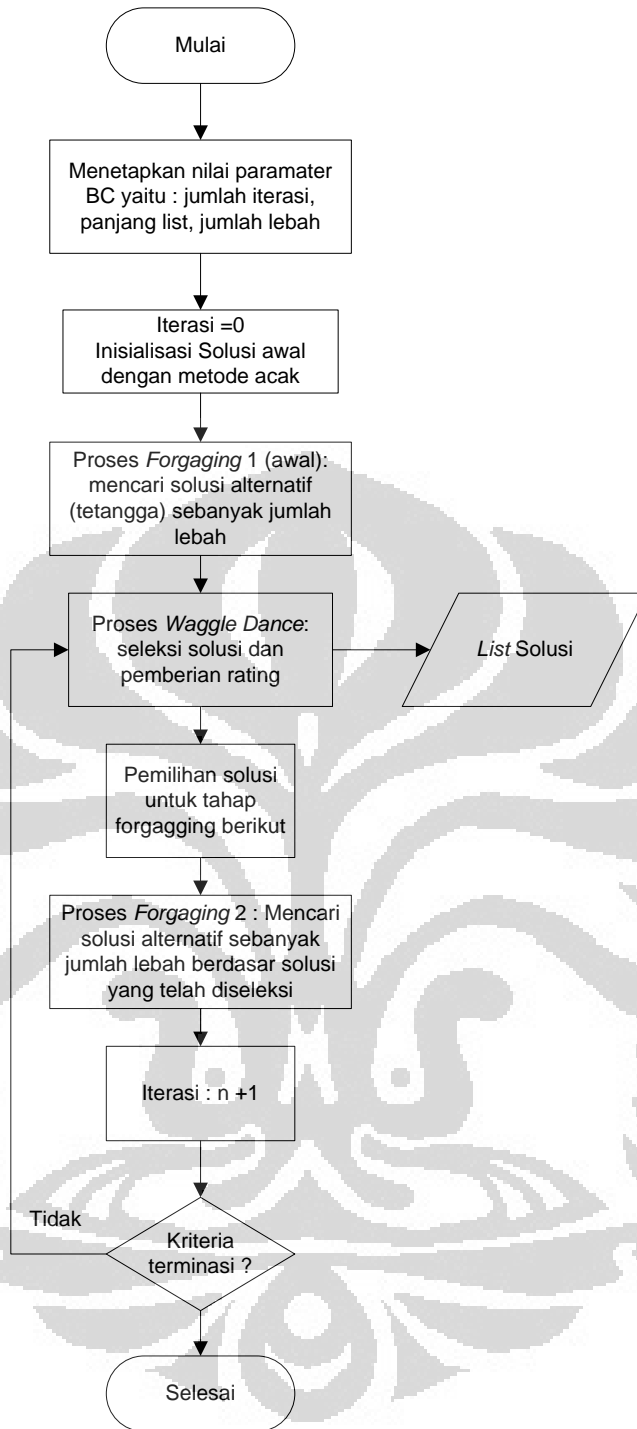 Mulai
Menetapkan nilai paramater
BC yaitu : jumlah iterasi,
panjang list, jumlah lebah
Iterasi =0
Inisialisasi Solusi awal
dengan metode acak
Proses Forgaging 1 (awal):
mencari solusi alternatif
(tetangga) sebanyak jumlah
lebah
Proses Waggle Dance:
seleksi solusi dan
pemberian rating
List Solusi
Pemilihan solusi
untuk tahap
forgagging berikut
Proses Forgaging 2 : Mencari
solusi alternatif sebanyak
jumlah lebah berdasar solusi
yang telah diseleksi
Iterasi : n +1
Tidak
Kriteria
terminasi ?
Selesai